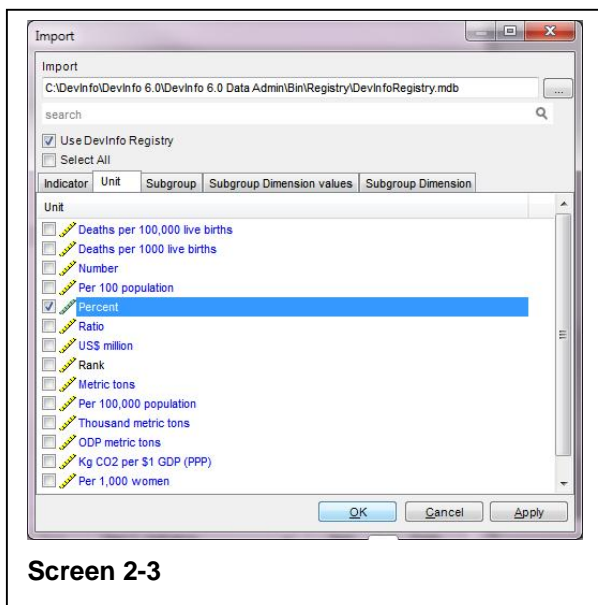 Import
Import
C:\DevInfo\DevInfo 6.0\DevInfo 6.0 Data Admin\Bin\Registry\DevInfoRegistry.mdb
...
search
Use DevInfo Registry
Select All
Indicator Unit Subgroup Subgroup Dimension values Subgroup Dimension
Unit
Deaths per 100,000 live births
Deaths per 1000 live births
Number
Per 100 population
Percent
Ratio
US$ million
Rank
Metric tons
Per 100,000 population
Thousand metric tons
ODP metric tons
Kg CO2 per $1 GDP (PPP)
Per 1,000 women
OK Cancel Apply
Screen 2-3